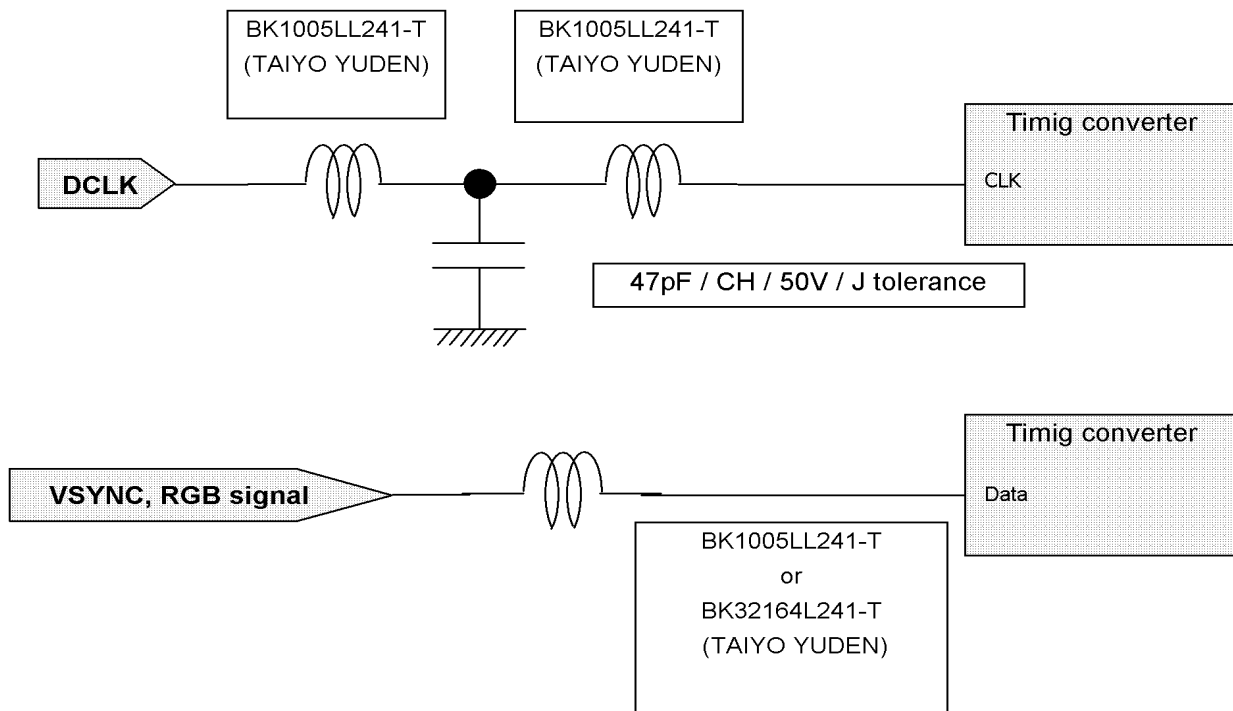 BK1005LL241-T
(TAIYO YUDEN)
BK1005LL241-T
(TAIYO YUDEN)
Timig converter
DCLK
CLK
47pF / CH / 50V / J tolerance
Timig converter
VSYNC, RGB signal
Data
BK1005LL241-T
or
BK32164L241-T
(TAIYO YUDEN)